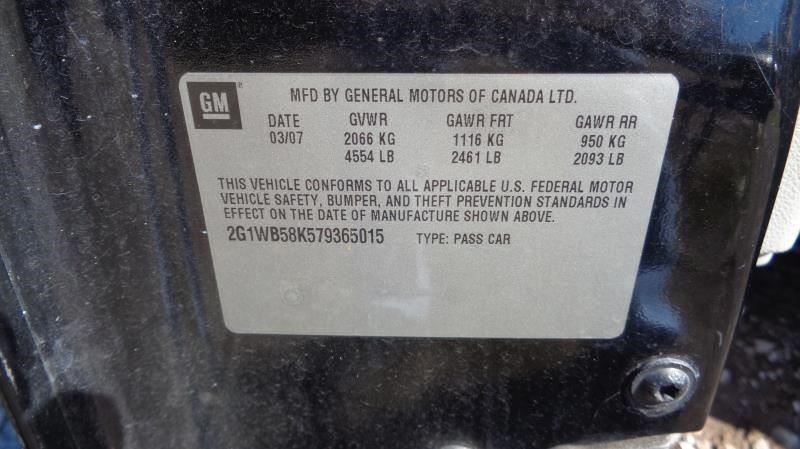 GM ®
MFD BY GENERAL MOTORS OF CANADA LTD.
DATE GVWR GAWR FRT GAWR RR
03/07 2066 KG 1116 KG 950 KG
4554 LB 2461 LB 2093 LB
THIS VEHICLE CONFORMS TO ALL APPLICABLE U.S. FEDERAL MOTOR
VEHICLE SAFETY, BUMPER, AND THEFT PREVENTION STANDARDS IN
EFFECT ON THE DATE OF MANUFACTURE SHOWN ABOVE.
2G1WB58K579365015 TYPE: PASS CAR